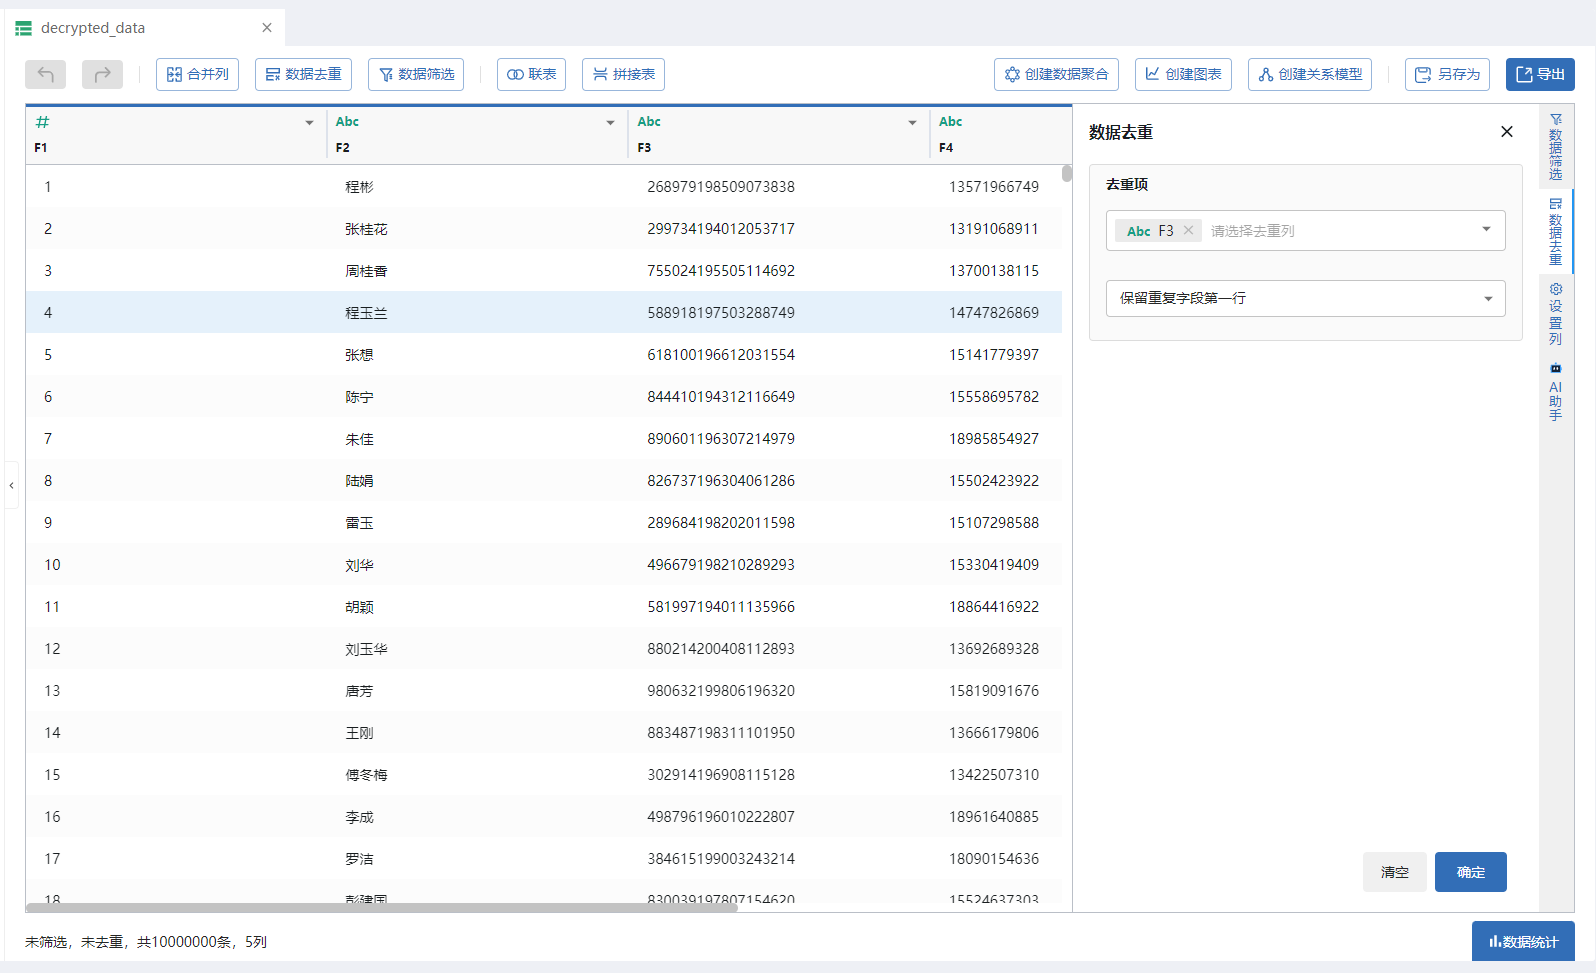 decrypted_data
合并列 数据去重 数据筛选 联表 拼接表 创建数据聚合 创建图表 创建关系模型 另存为 导出
# Abc Abc Abc
F1 F2 F3 F4
1 程彬 268979198509073838 13571966749
2 张桂花 299734194012053717 13191068911
3 周桂香 755024195505114692 13700138115
4 程玉兰 588918197503288749 14747826869
5 张想 618100196612031554 15141779397
6 陈宁 844410194312116649 15558695782
7 朱佳 890601196307214979 18985854927
8 陆娟 826737196304061286 15502423922
9 雷玉 289684198202011598 15107298588
10 刘华 496679198210289293 15330419409
11 胡颖 581997194011135966 18864416922
12 刘玉华 880214200408112893 13692689328
13 唐芳 980632199806196320 15819091676
14 王刚 883487198311101950 13666179806
15 傅冬梅 302914196908115128 13422507310
16 李成 498796196010222807 18961640885
17 罗洁 384615199003243214 18090154636
18 彭建国 830039197807154620 15524637303
数据去重
去重项
Abc F3 请选择去重列
保留重复字段第一行
清空 确定
数据筛选
数据去重
设置列
AI助手
未筛选，未去重，共10000000条，5列
数据统计